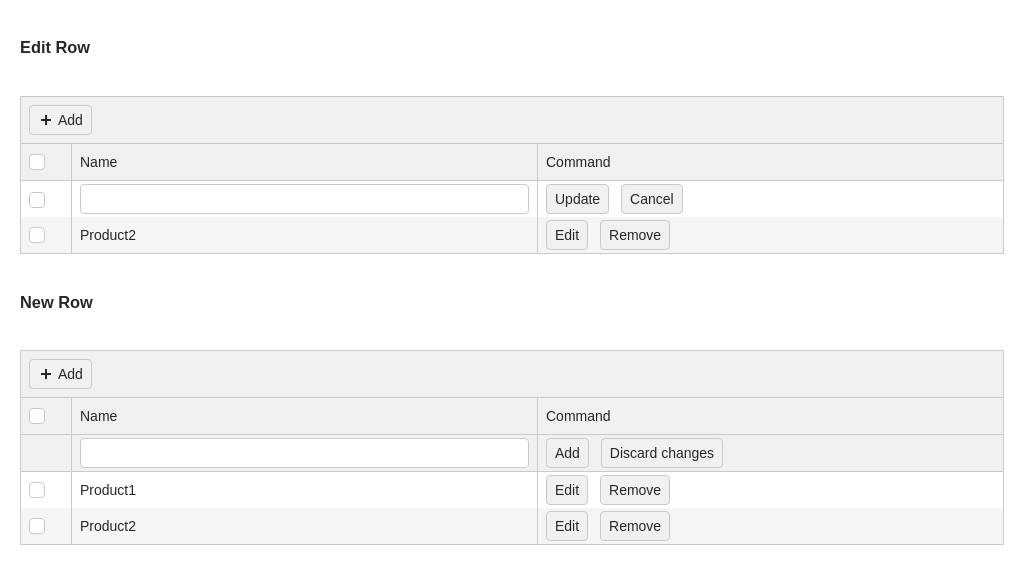 Edit Row
Add
Name Command
Update Cancel
Product2 Edit Remove
New Row
Add
Name Command
Add Discard changes
Product1 Edit Remove
Product2 Edit Remove